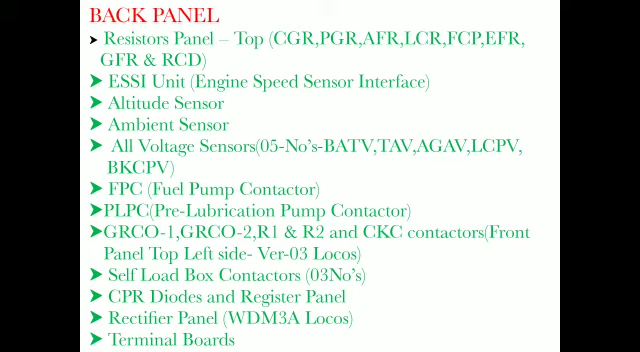 BACK PANEL
➤ Resistors Panel – Top (CGR,PGR,AFR,LCR,FCP,EFR,
GFR & RCD)
➤ ESSI Unit (Engine Speed Sensor Interface)
➤ Altitude Sensor
➤ Ambient Sensor
➤ All Voltage Sensors(05-No's-BATV,TAV,AGAV,LCPV,
BKCPV)
➤ FPC (Fuel Pump Contactor)
➤PLPC(Pre-Lubrication Pump Contactor)
➤GRCO-1,GRCO-2,R1 & R2 and CKC contactors(Front
Panel Top Left side- Ver-03 Locos)
➤ Self Load Box Contactors (03No's)
➤ CPR Diodes and Register Panel
➤ Rectifier Panel (WDM3A Locos)
➤ Terminal Boards